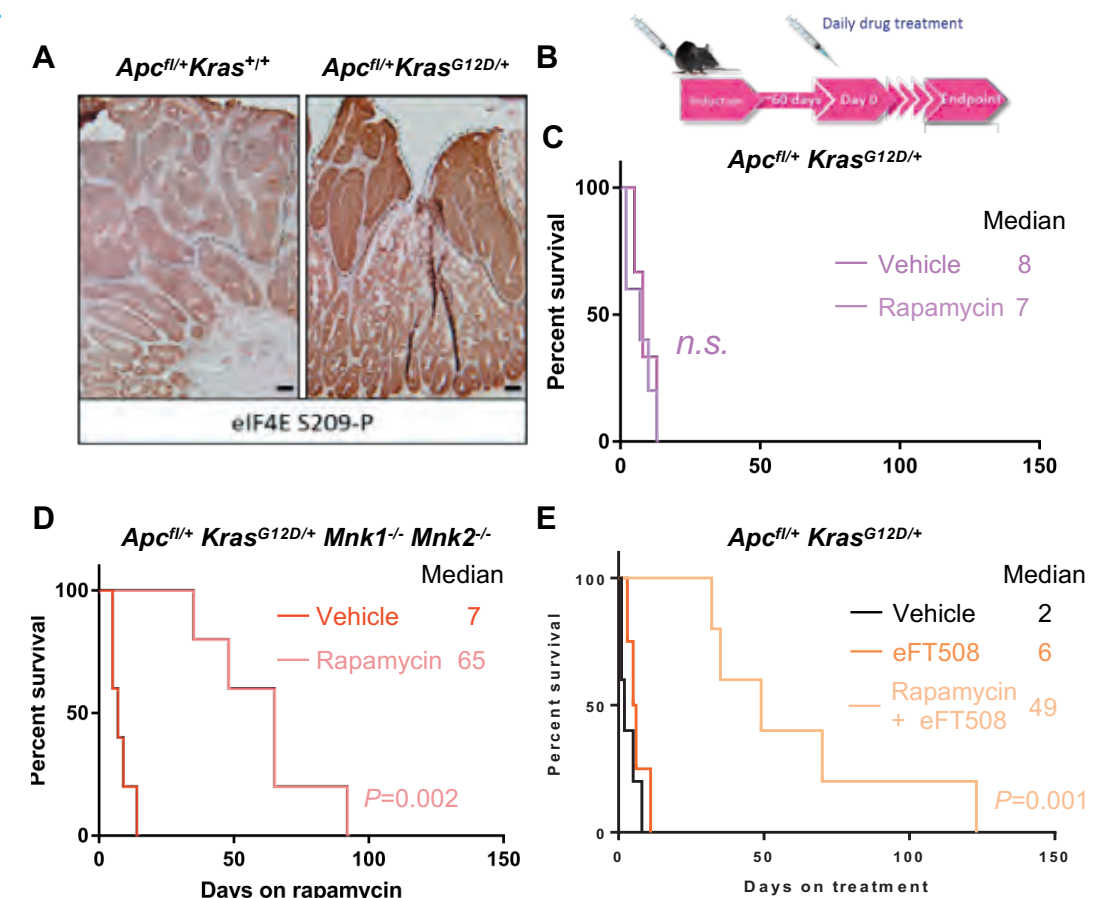 A
Apcfl/+Kras+/+
Apcfl/+KrasG12D/+
eIF4E S209-P
B
Daily drug treatment
Induction
~60 days
Day 0
Endpoint
C
Apcfl/+ KrasG12D/+
Percent survival
100
50
0
Median
Vehicle 8
Rapamycin 7
n.s.
0 50 100 150
D
Apcfl/+ KrasG12D/+ Mnk1-/- Mnk2-/-
Percent survival
100
50
0
Median
Vehicle 7
Rapamycin 65
P=0.002
0 50 100 150
Days on rapamycin
E
Apcfl/+ KrasG12D/+
Percent survival
100
50
0
Median
Vehicle 2
eFT508 6
Rapamycin
+ eFT508 49
P=0.001
0 50 100 150
Days on treatment